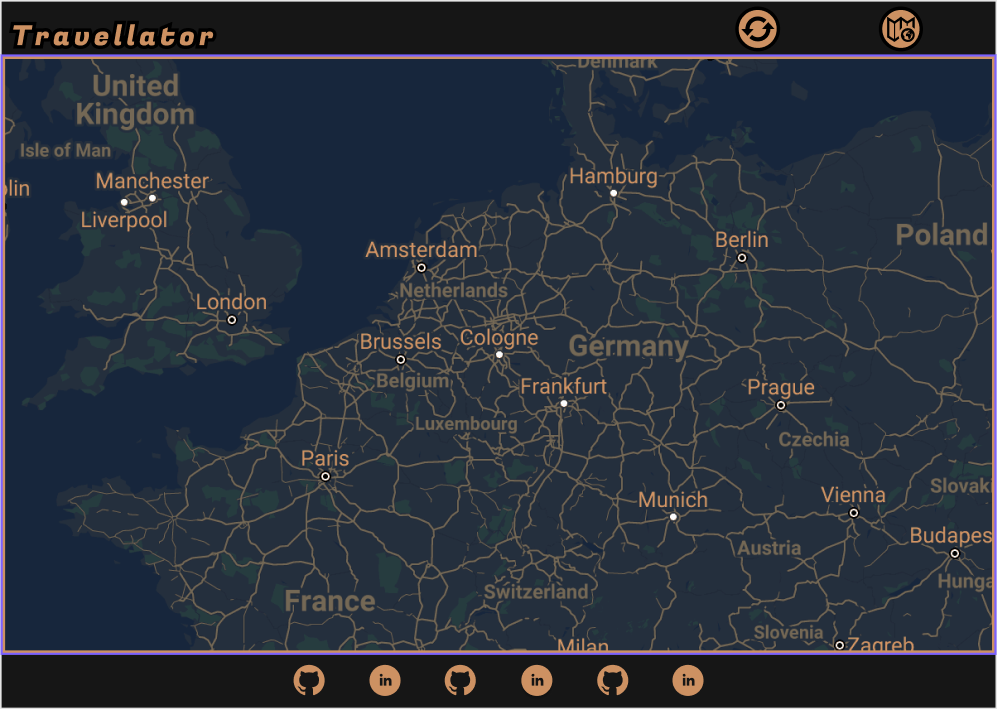 Travellator
Denmark
United
Kingdom
Isle of Man
Hamburg
Manchester
lin
Liverpool
Poland
Berlin
Amsterdam
Netherlands
London
Brussels
Cologne
Germany
Belgium
Frankfurt
Prague
Luxembourg
Czechia
Paris
Slovaki
Munich
Vienna
Budapes
Austria
Hunga
Switzerland
France
Slovenia
Milan
Zagreb
in
in
in